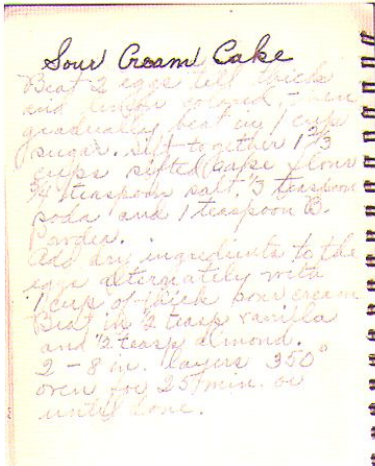 Sour Cream Cake
Beat 2 eggs till thick
and lemon colored, then
gradually beat in 1 cup
sugar. Sift together 1 2/3
cups sifted cake flour
3/4 teaspoon salt, 1/3 teaspoon
soda and 1 teaspoon B.
Powder.
Add dry ingredients to the
eggs alternately with
1 cup of thick sour cream
Beat in 1/2 teasp vanilla
and 1/2 teasp almond.
2 - 8 in. layers 350°
oven for 25 min. or
until done.